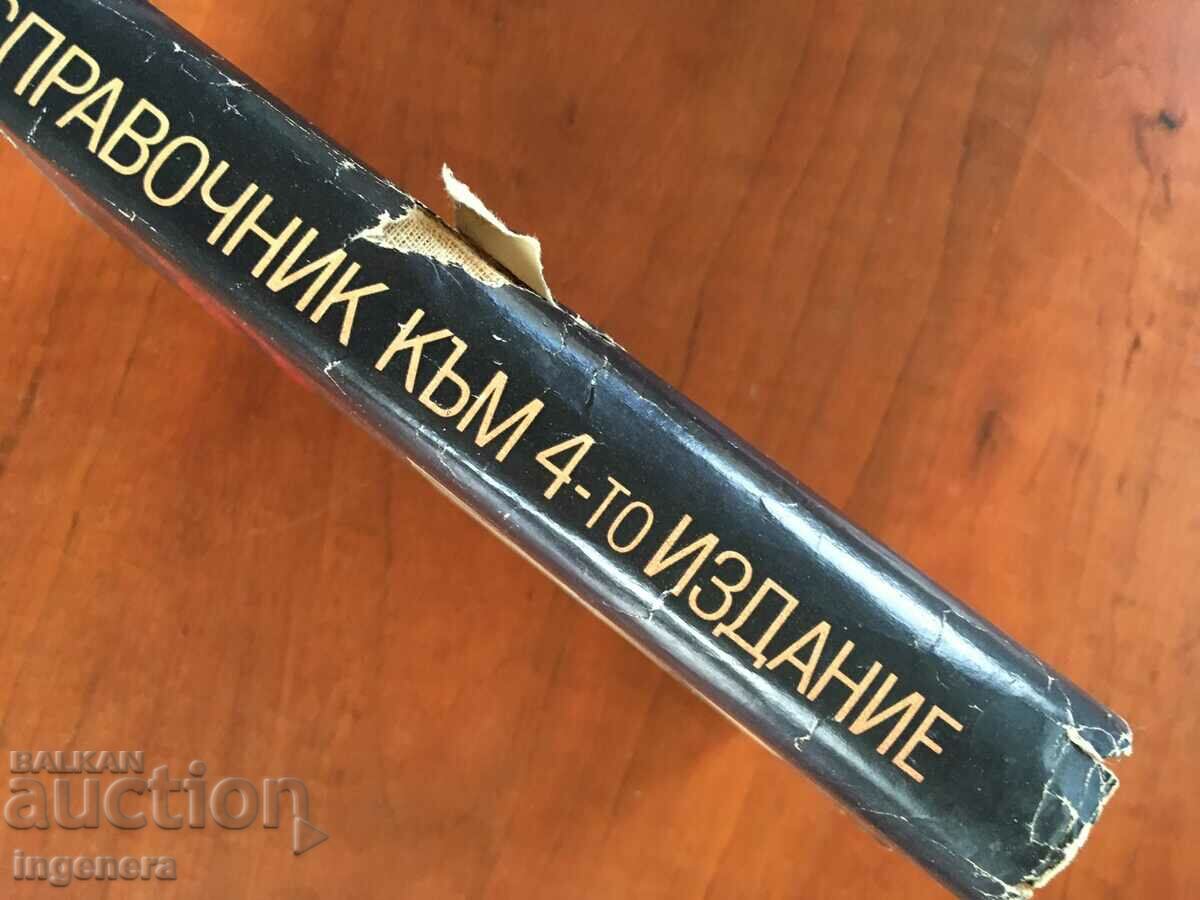 СПРАВОЧНИК КЪМ 4-ТО ИЗДАНИЕ
BALKAN
auction
ingenera